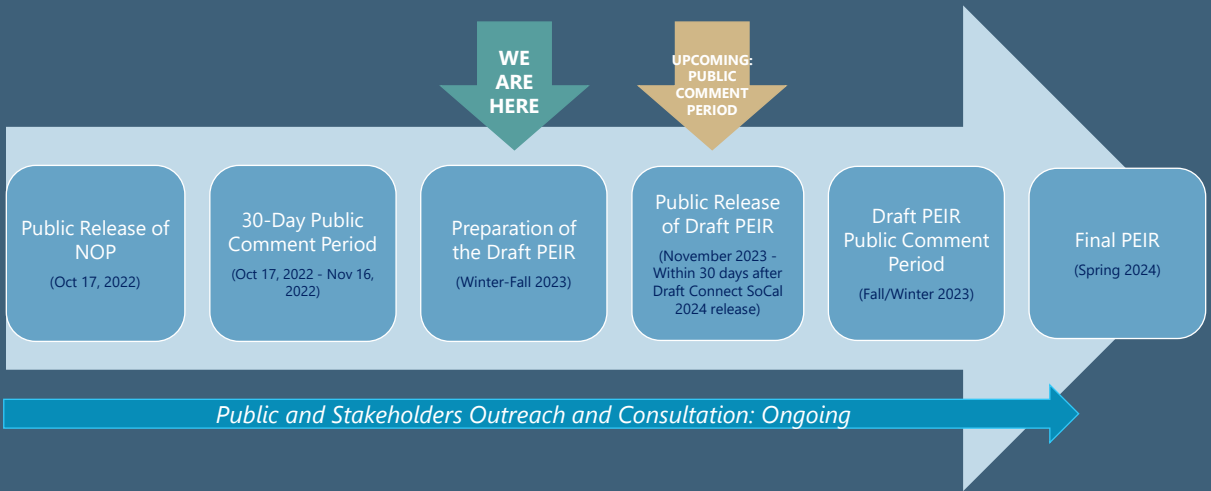 WE
ARE
HERE
UPCOMING:
PUBLIC
COMMENT
PERIOD
Public Release of
NOP
(Oct 17, 2022)
30-Day Public
Comment Period
(Oct 17, 2022 - Nov 16,
2022)
Preparation of
the Draft PEIR
(Winter-Fall 2023)
Public Release
of Draft PEIR
(November 2023 -
Within 30 days after
Draft Connect SoCal
2024 release)
Draft PEIR
Public Comment
Period
(Fall/Winter 2023)
Final PEIR
(Spring 2024)
Public and Stakeholders Outreach and Consultation: Ongoing